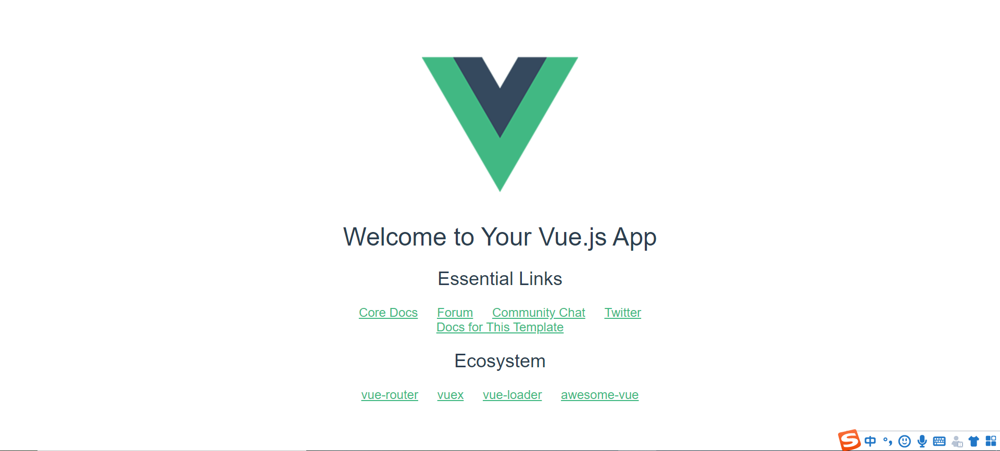 Welcome to Your Vue.js App
Essential Links
Core Docs Forum Community Chat Twitter
Docs for This Template
Ecosystem
vue-router vuex vue-loader awesome-vue
中